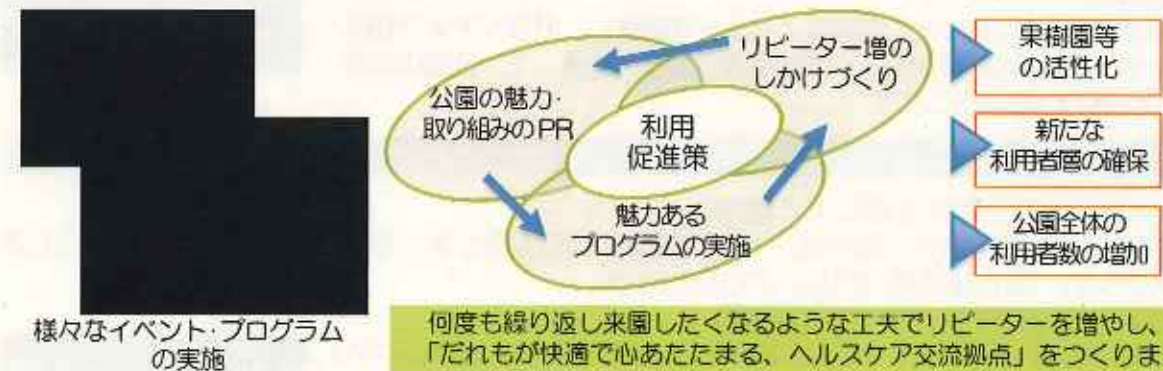 様々なイベント・プログラム
の実施
公園の魅力・
取り組みのPR
リピーター増の
しかけづくり
利用
促進策
魅力ある
プログラムの実施
果樹園等
の活性化
新たな
利用者層の確保
公園全体の
利用者数の増加
何度も繰り返し来園したくなるような工夫でリピーターを増やし、
「だれもが快適で心あたたまる、ヘルスケア交流拠点」をつくりま